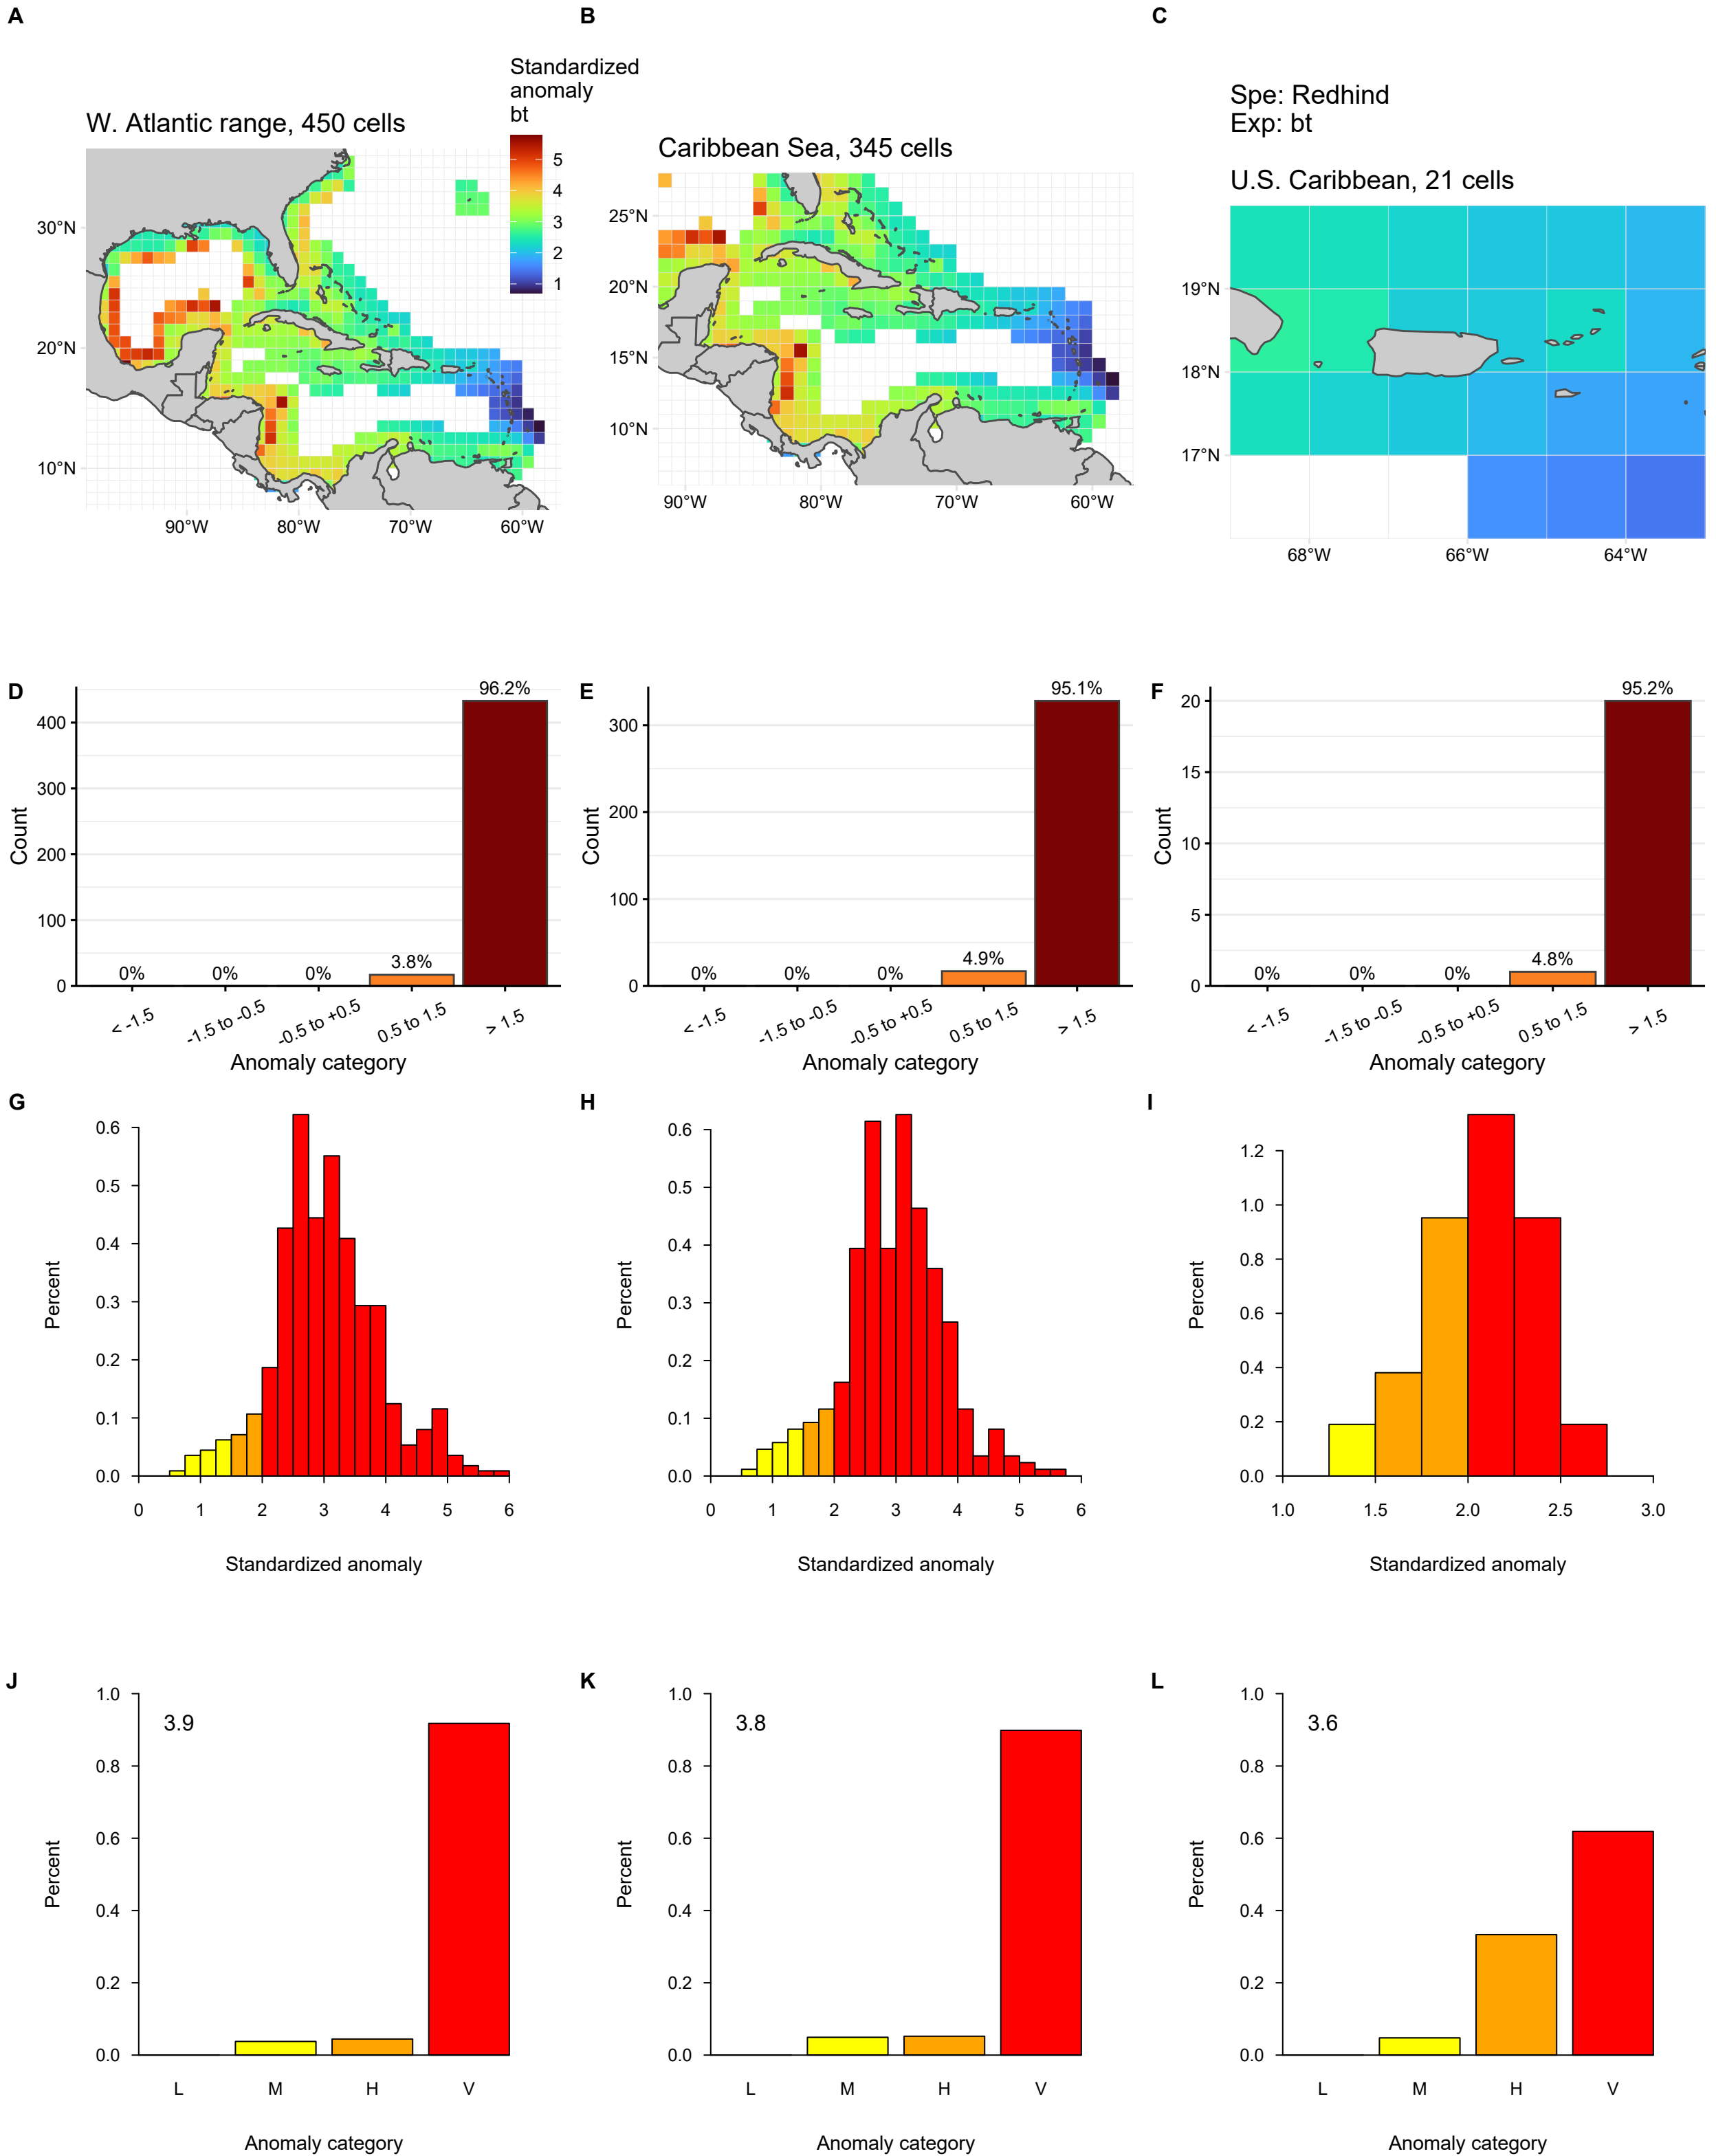 A
B
C
Standardized
anomaly
bt
5
4
3
2
1
W. Atlantic range, 450 cells
30°N
20°N
10°N
90°W 80°W 70°W 60°W
Caribbean Sea, 345 cells
25°N
20°N
15°N
10°N
90°W 80°W 70°W 60°W
Spe: Redhind
Exp: bt
U.S. Caribbean, 21 cells
19°N
18°N
17°N
68°W 66°W 64°W
D
Count
400
300
200
100
0
0% 0% 0% 3.8% 96.2%
< -1.5 -1.5 to -0.5 -0.5 to +0.5 0.5 to 1.5 > 1.5
Anomaly category
E
Count
300
200
100
0
0% 0% 0% 4.9% 95.1%
< -1.5 -1.5 to -0.5 -0.5 to +0.5 0.5 to 1.5 > 1.5
Anomaly category
F
Count
20
15
10
5
0
0% 0% 0% 4.8% 95.2%
< -1.5 -1.5 to -0.5 -0.5 to +0.5 0.5 to 1.5 > 1.5
Anomaly category
G
Percent
0.6
0.5
0.4
0.3
0.2
0.1
0.0
0 1 2 3 4 5 6
Standardized anomaly
H
Percent
0.6
0.5
0.4
0.3
0.2
0.1
0.0
0 1 2 3 4 5 6
Standardized anomaly
I
Percent
1.2
1.0
0.8
0.6
0.4
0.2
0.0
1.0 1.5 2.0 2.5 3.0
Standardized anomaly
J
3.9
Percent
1.0
0.8
0.6
0.4
0.2
0.0
L M H V
Anomaly category
K
3.8
Percent
1.0
0.8
0.6
0.4
0.2
0.0
L M H V
Anomaly category
L
3.6
Percent
1.0
0.8
0.6
0.4
0.2
0.0
L M H V
Anomaly category